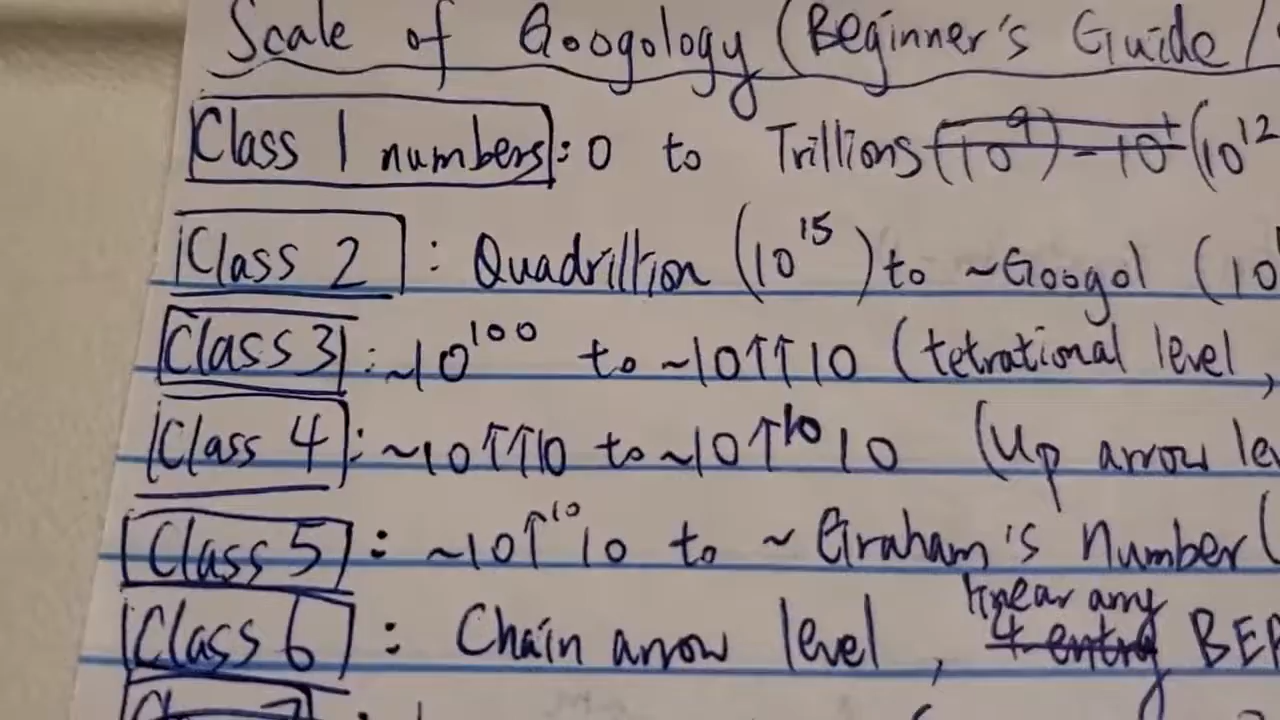 Scale of Googology (Beginner's Guide /
Class 1 numbers : 0 to Trillions (10^12
Class 2 : Quadrillion (10^15) to ~Googol (10
Class 3 : ~10^100 to ~10↑↑10 (tetrational level,
Class 4 : ~10↑↑10 to ~10↑^10 10 (Up arrow le
Class 5 : ~10↑^10 10 to ~ Graham's Number (
linear array
Class 6 : Chain arrow level, 4 entry BE